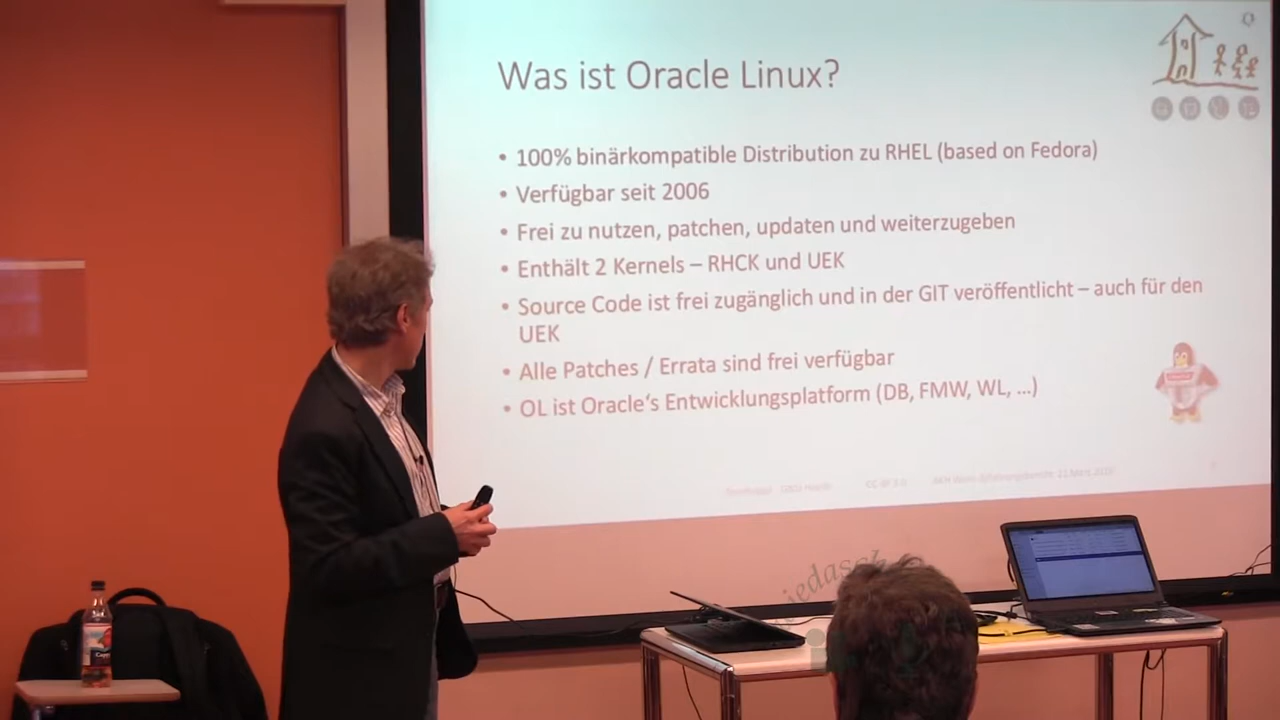 Was ist Oracle Linux?
• 100% binärkompatible Distribution zu RHEL (based on Fedora)
• Verfügbar seit 2006
• Frei zu nutzen, patchen, updaten und weiterzugeben
• Enthält 2 Kernels – RHCK und UEK
• Source Code ist frei zugänglich und in der GIT veröffentlicht – auch für den
UEK
• Alle Patches / Errata sind frei verfügbar
• OL ist Oracle's Entwicklungsplatform (DB, FMW, WL, ...)